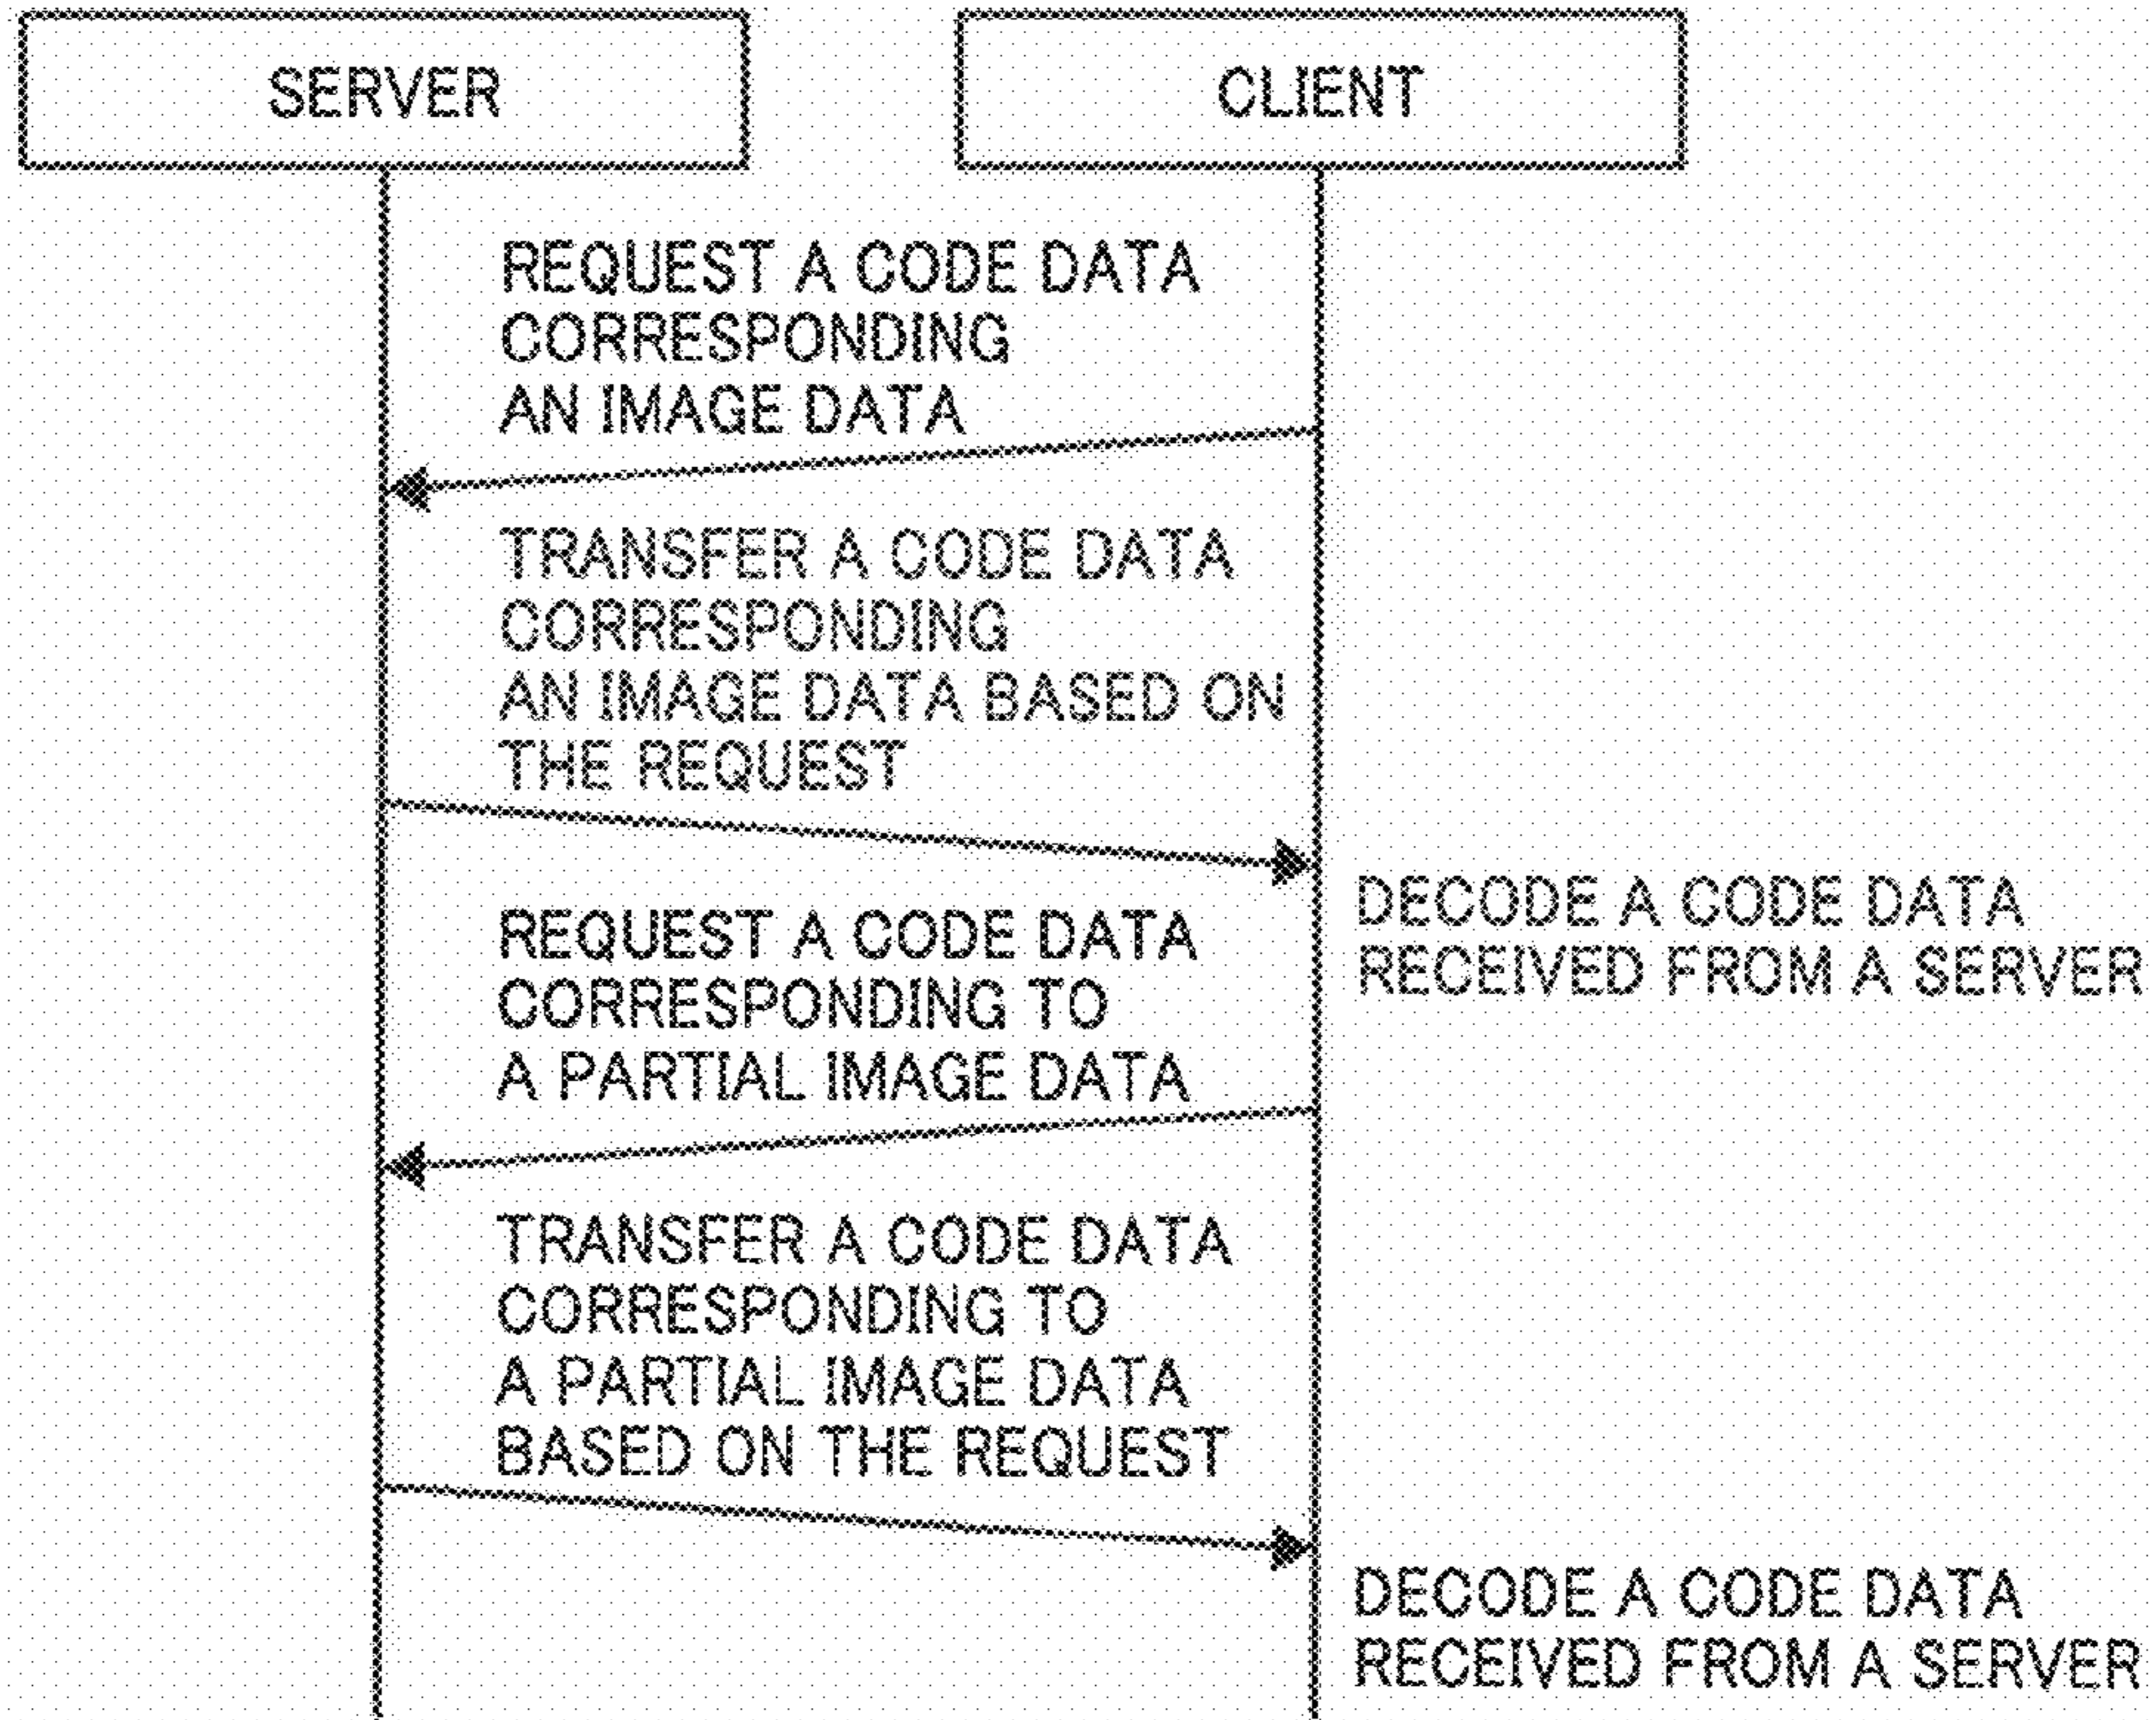 SERVER
CLIENT
REQUEST A CODE DATA
CORRESPONDING
AN IMAGE DATA
TRANSFER A CODE DATA
CORRESPONDING
AN IMAGE DATA BASED ON
THE REQUEST
DECODE A CODE DATA
RECEIVED FROM A SERVER
REQUEST A CODE DATA
CORRESPONDING TO
A PARTIAL IMAGE DATA
TRANSFER A CODE DATA
CORRESPONDING TO
A PARTIAL IMAGE DATA
BASED ON THE REQUEST
DECODE A CODE DATA
RECEIVED FROM A SERVER